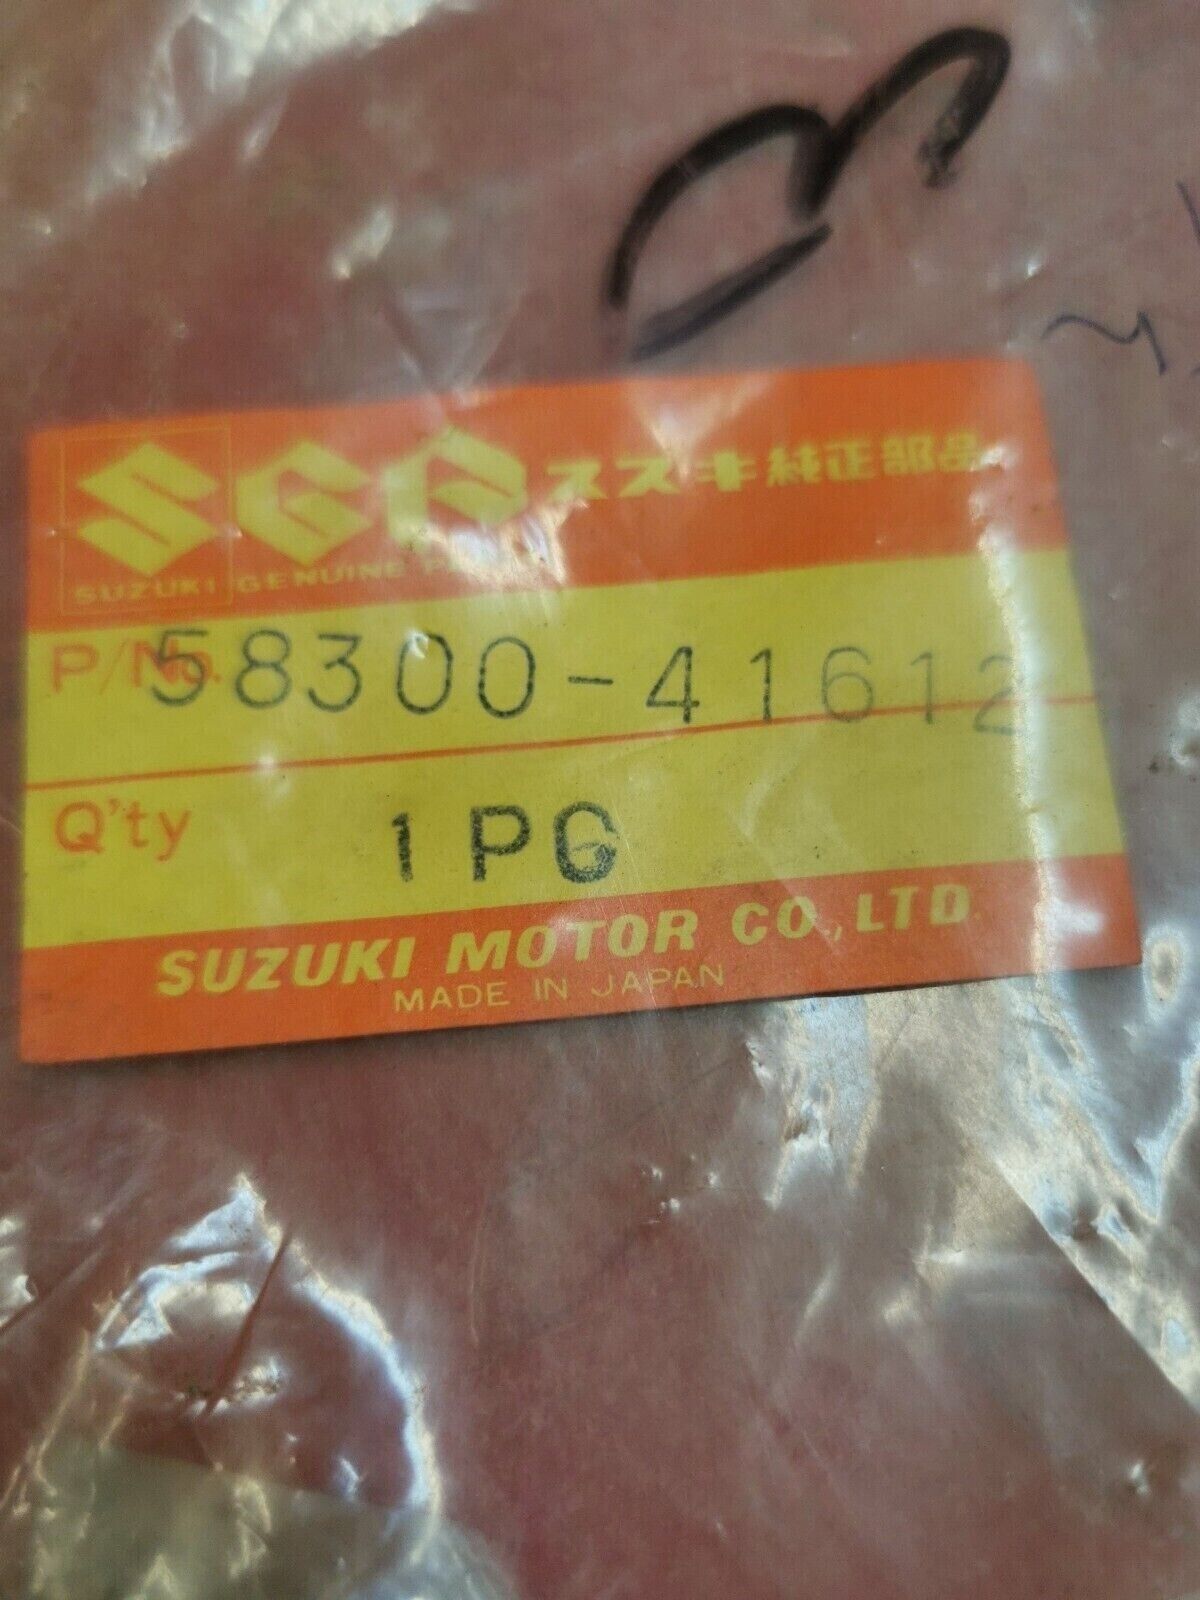 SGP スズキ純正部品
SUZUKI GENUINE
P/No. 58300-41612
Q'ty 1PC
SUZUKI MOTOR CO., LTD.
MADE IN JAPAN